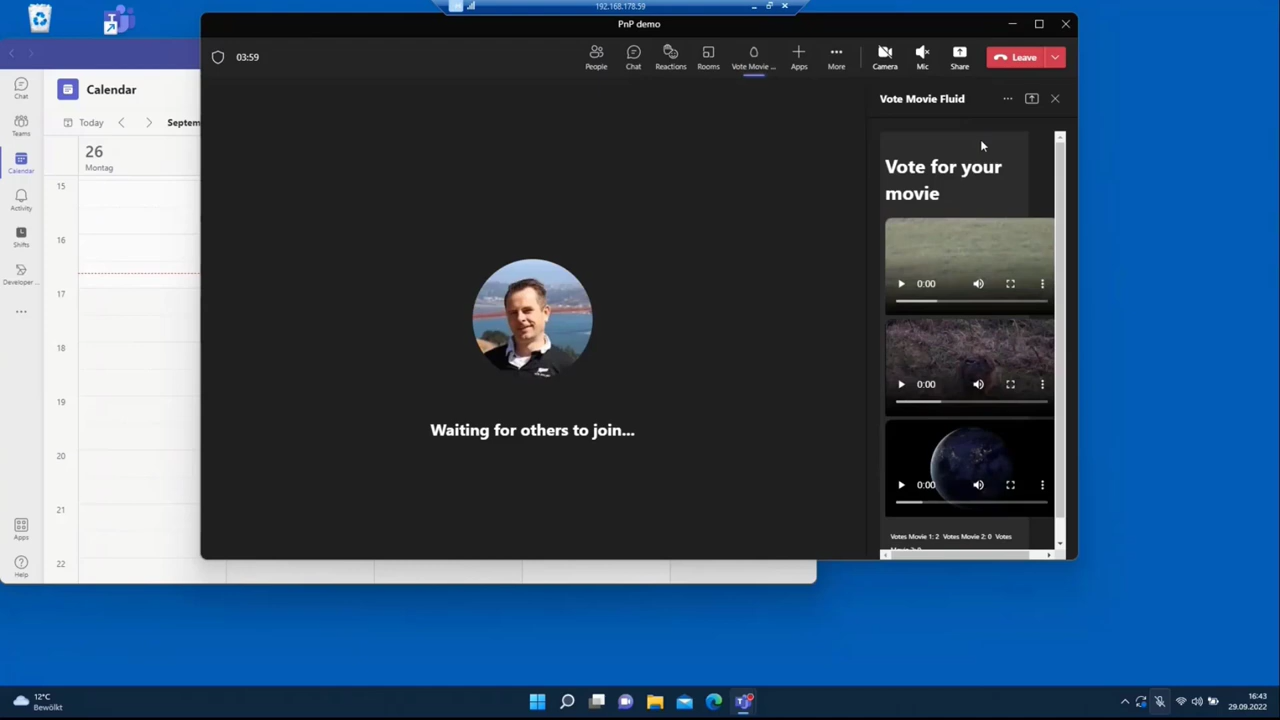 192.168.178.59
PnP demo
03:59
People
Chat
Reactions
Rooms
Vote Movie ...
Apps
More
Camera
Mic
Share
Leave
Calendar
Chat
Teams
Calendar
Activity
Shifts
Developer ...
Apps
Help
Today
Septem
26
Montag
15
16
17
18
19
20
21
22
Waiting for others to join...
Vote Movie Fluid
Vote for your
movie
0:00
0:00
0:00
Votes Movie 1: 2 Votes Movie 2: 0 Votes
12°C
Bewölkt
16:43
29.09.2022